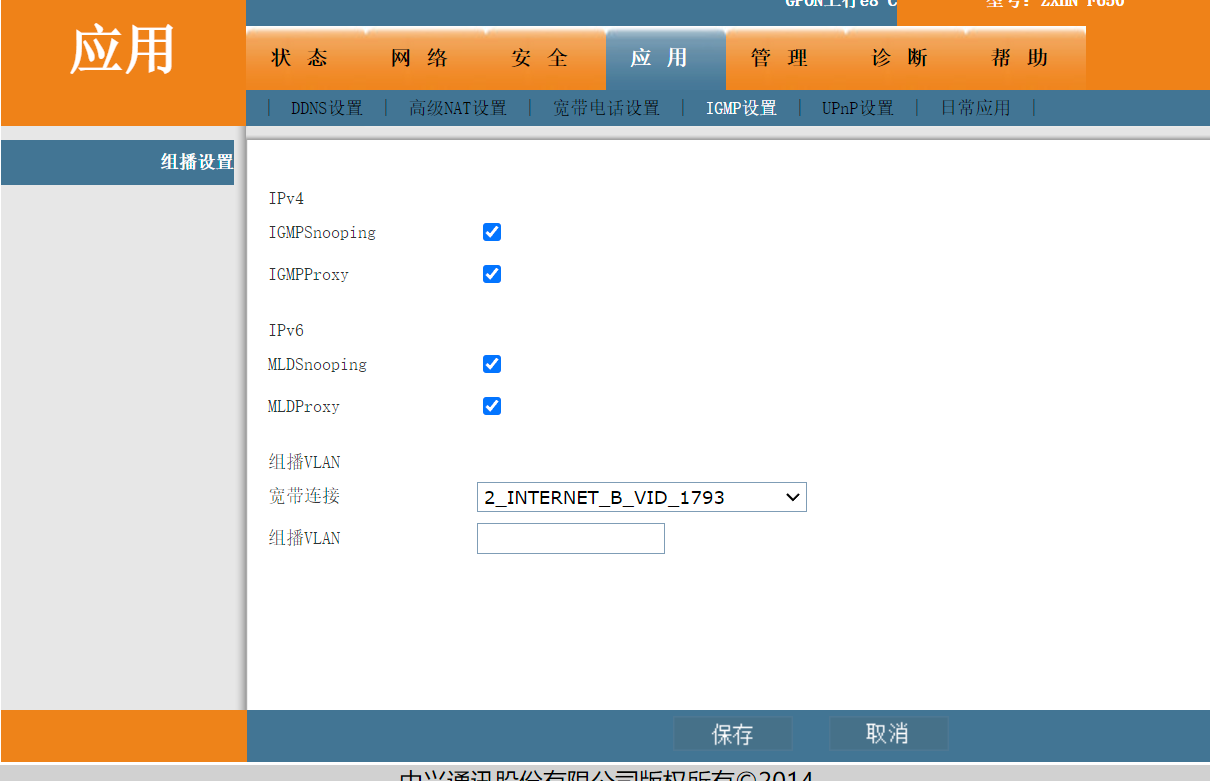 GPON上行e8-C 型号: ZXHN F650
应用
状态 网络 安全 应用 管理 诊断 帮助
| DDNS设置 | 高级NAT设置 | 宽带电话设置 | IGMP设置 | UPnP设置 | 日常应用 |
组播设置
IPv4
IGMPSnooping
IGMPProxy
IPv6
MLDSnooping
MLDProxy
组播VLAN
宽带连接 2_INTERNET_B_VID_1793
组播VLAN
保存 取消
中兴通讯股份有限公司版权所有©2014